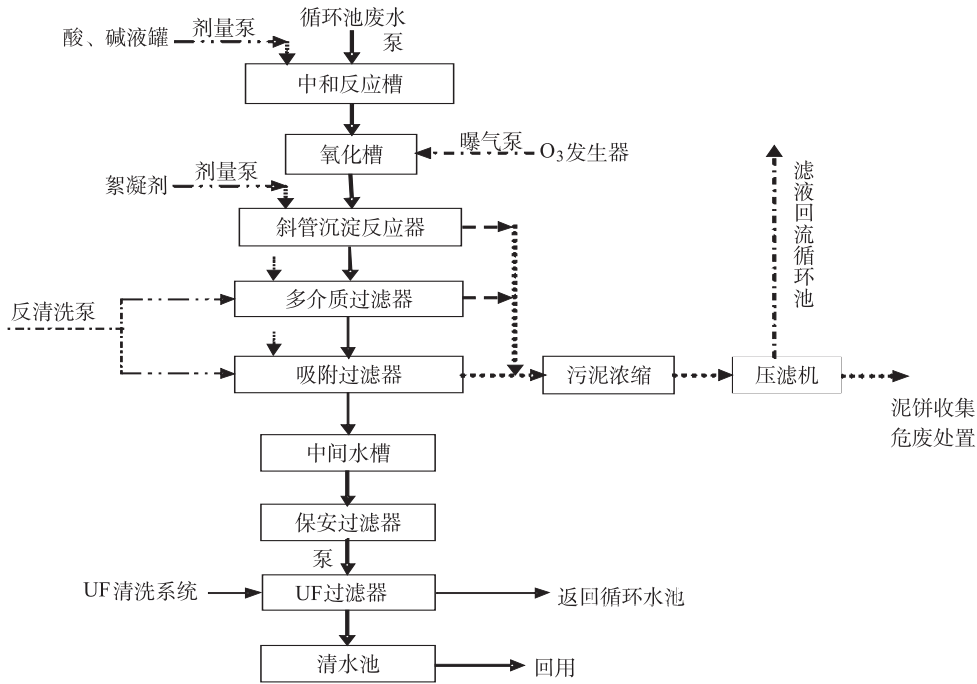 循环池废水
酸、碱液罐
剂量泵
泵
中和反应槽
氧化槽
曝气泵
O₃发生器
絮凝剂
剂量泵
斜管沉淀反应器
滤液回流循环池
多介质过滤器
反清洗泵
吸附过滤器
污泥浓缩
压滤机
泥饼收集
危废处置
中间水槽
保安过滤器
泵
UF清洗系统
UF过滤器
返回循环水池
清水池
回用